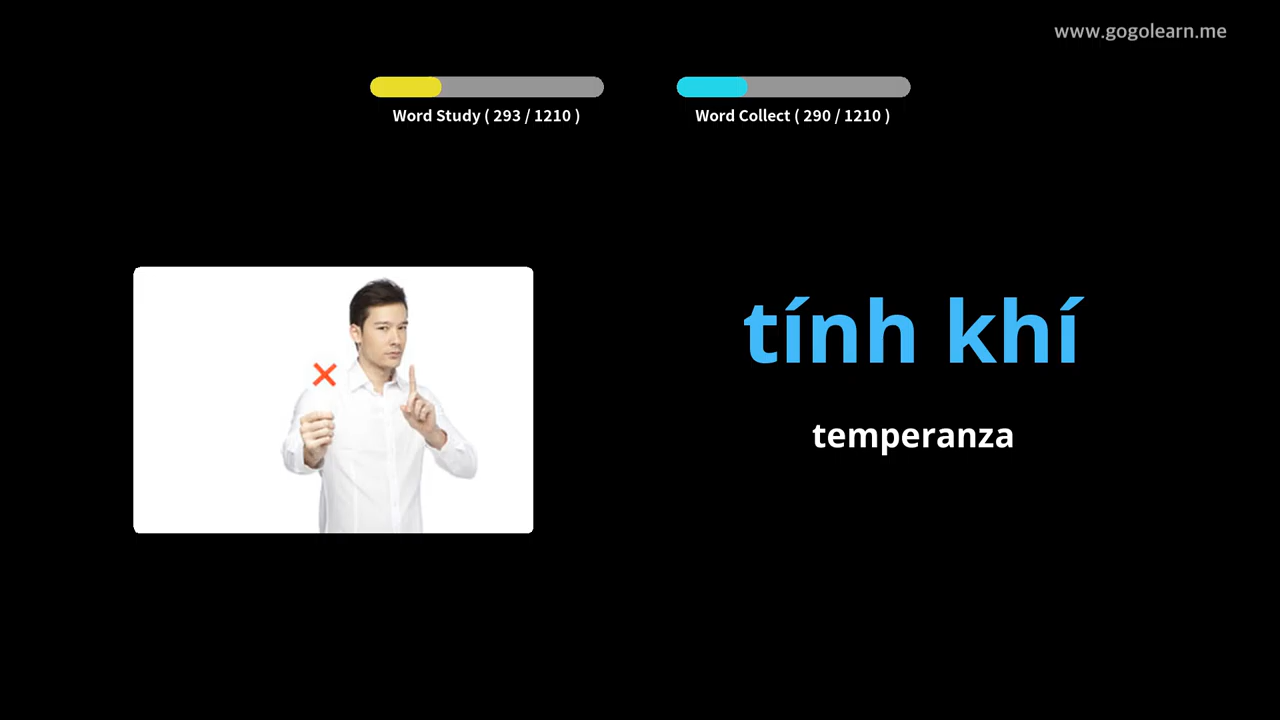 www.gogolearn.me
Word Study ( 293 / 1210 )
Word Collect ( 290 / 1210 )
tính khí
temperanza